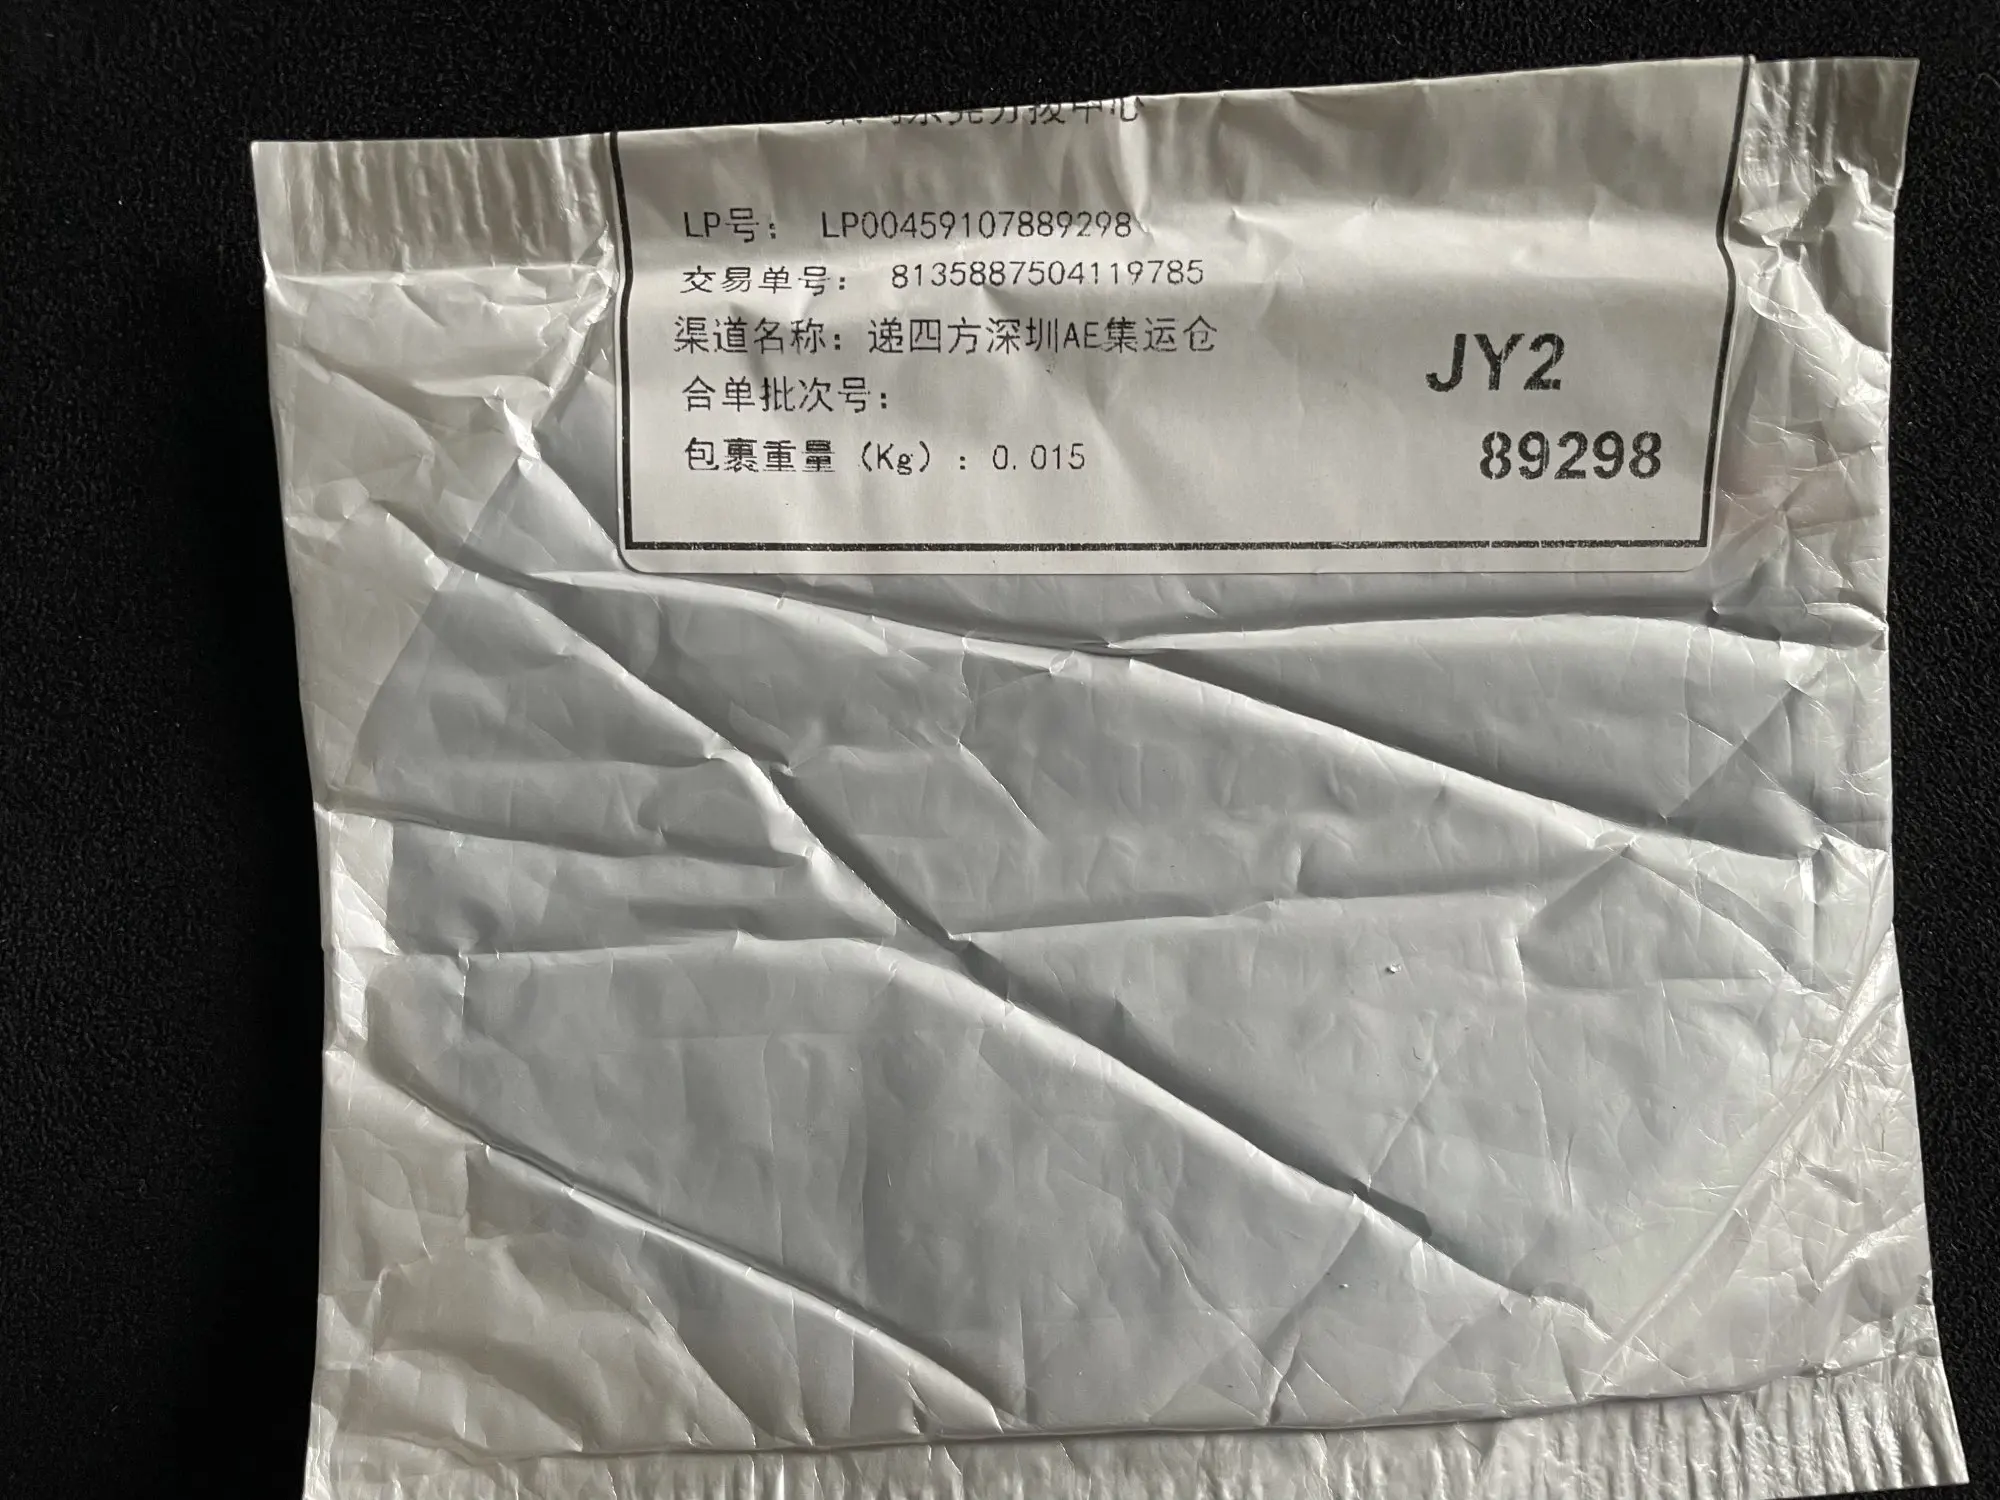 LP号： LP00459107889298
交易单号： 8135887504119785
渠道名称：递四方深圳AE集运仓
合单批次号：
包裹重量（Kg）：0.015
JY2
89298